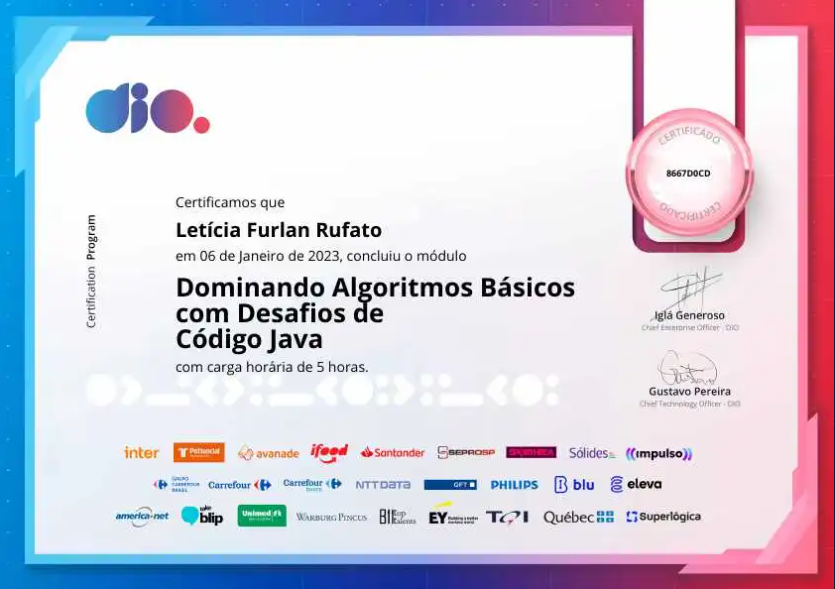 dio.
CERTIFICADO
8667D0CD
CERTIFICADO
Certification Program
Certificamos que
Letícia Furlan Rufato
em 06 de Janeiro de 2023, concluiu o módulo
Dominando Algoritmos Básicos
com Desafios de
Código Java
com carga horária de 5 horas.
Iglá Generoso
Chief Enterprise Officer - DIO
Gustavo Pereira
Chief Technology Officer - DIO
inter avanade ifood Santander SEPROSP Sólides ((impulso))
GRUPO CARREFOUR BRASIL Carrefour Carrefour NTT DATA GFT PHILIPS blu eleva
america-net blip Unimed WARBURG PINCUS EY TQI Québec Superlógica